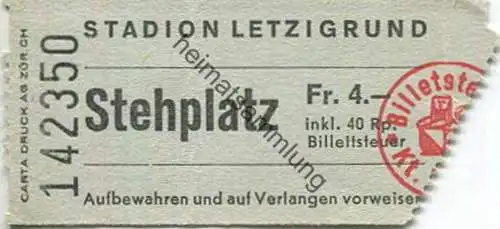 STADION LETZIGRUND
142350
CARTA DRUCK AG ZÜRICH
Stehplatz
Fr. 4.–
inkl. 40 Rp.
Billettsteuer
Aufbewahren und auf Verlangen vorweisen
Billetste
Kt.
heimatsammlung